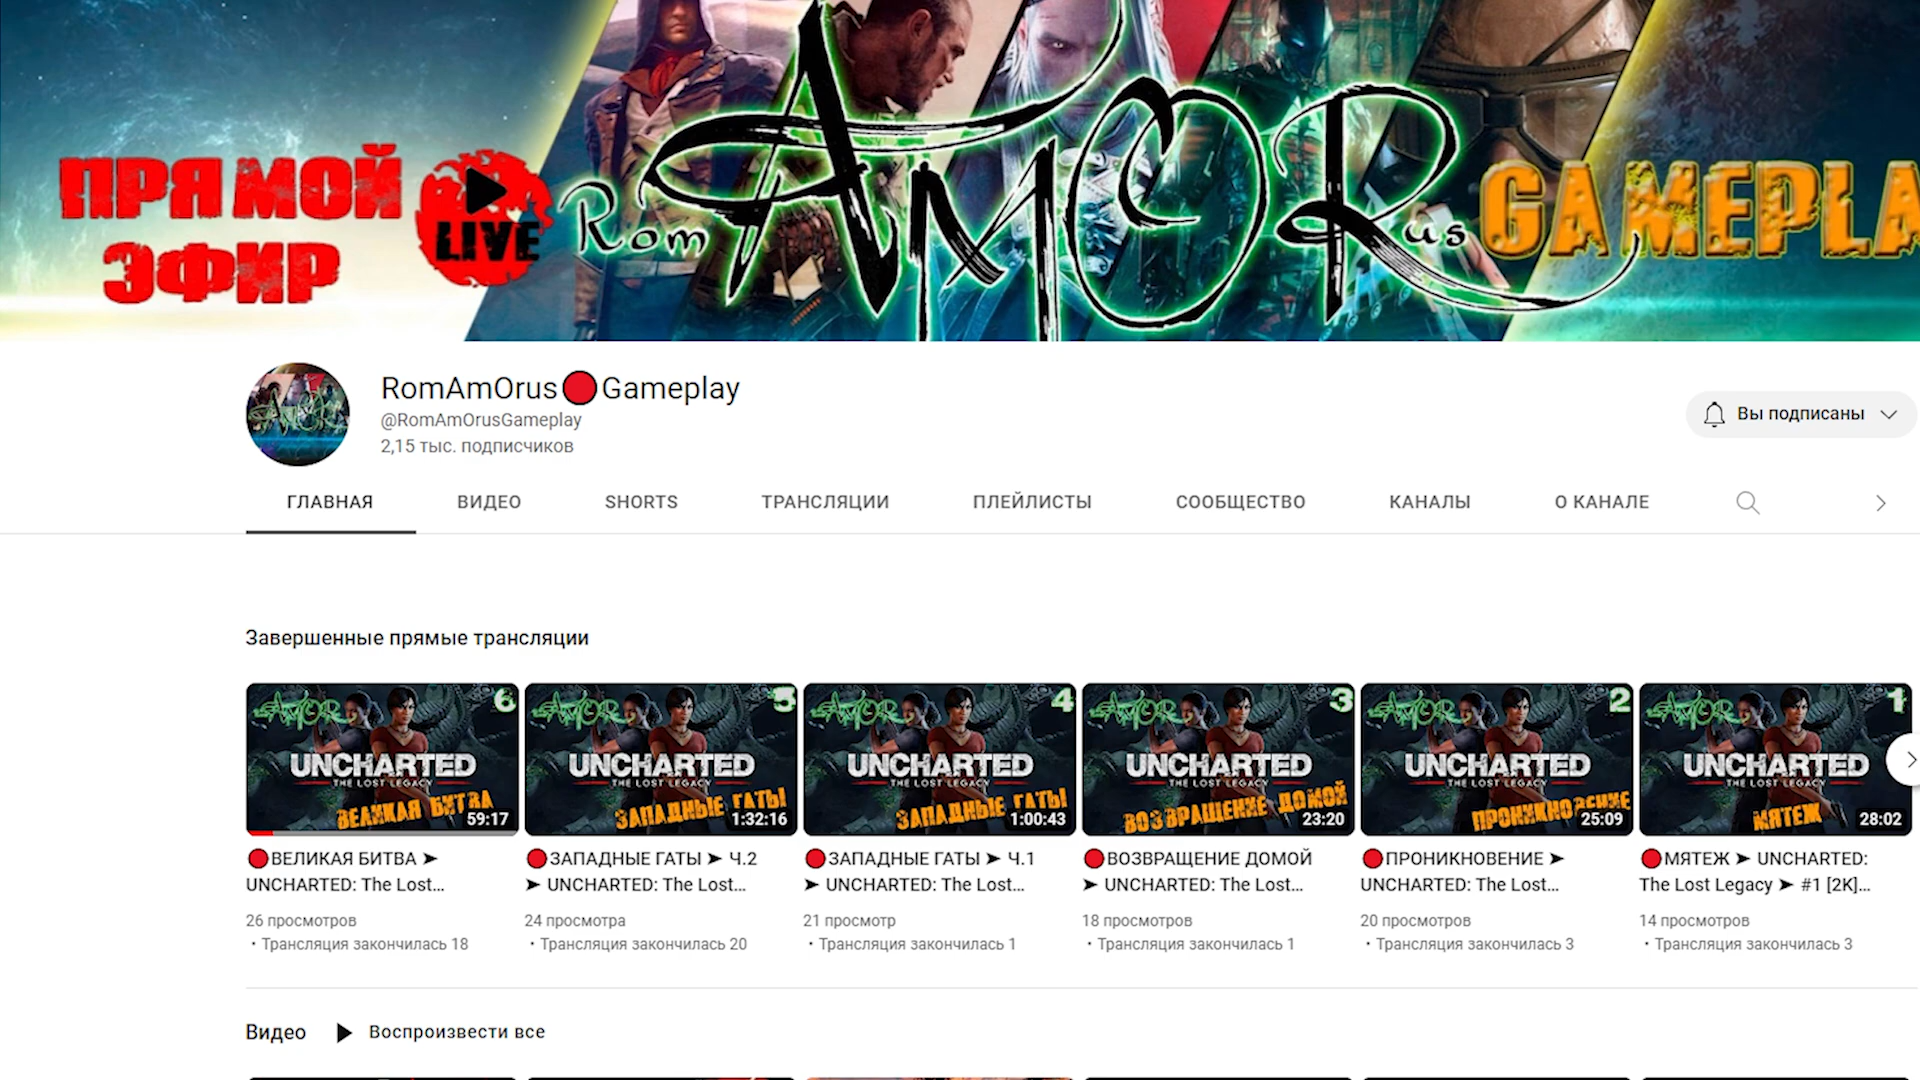 ПРЯМОЙ
ЭФИР
LIVE
RomAmORus
GAMEPLA
RomAmOrus🔴Gameplay
@RomAmOrusGameplay
2,15 тыс. подписчиков
Вы подписаны
ГЛАВНАЯ ВИДЕО SHORTS ТРАНСЛЯЦИИ ПЛЕЙЛИСТЫ СООБЩЕСТВО КАНАЛЫ О КАНАЛЕ
Завершенные прямые трансляции
AmOR 6
UNCHARTED
THE LOST LEGACY
ВЕЛИКАЯ БИТВА
59:17
🔴ВЕЛИКАЯ БИТВА ➤
UNCHARTED: The Lost...
26 просмотров
• Трансляция закончилась 18
AmOR 5
UNCHARTED
THE LOST LEGACY
ЗАПАДНЫЕ ГАТЫ
1:32:16
🔴ЗАПАДНЫЕ ГАТЫ ➤ Ч.2
➤ UNCHARTED: The Lost...
24 просмотра
• Трансляция закончилась 20
AmOR 4
UNCHARTED
THE LOST LEGACY
ЗАПАДНЫЕ ГАТЫ
1:00:43
🔴ЗАПАДНЫЕ ГАТЫ ➤ Ч.1
➤ UNCHARTED: The Lost...
21 просмотр
• Трансляция закончилась 1
AmOR 3
UNCHARTED
THE LOST LEGACY
ВОЗВРАЩЕНИЕ ДОМОЙ
23:20
🔴ВОЗВРАЩЕНИЕ ДОМОЙ
➤ UNCHARTED: The Lost...
18 просмотров
• Трансляция закончилась 1
AmOR 2
UNCHARTED
THE LOST LEGACY
ПРОНИКНОВЕНИЕ
25:09
🔴ПРОНИКНОВЕНИЕ ➤
UNCHARTED: The Lost...
20 просмотров
• Трансляция закончилась 3
AmOR 1
UNCHARTED
THE LOST LEGACY
МЯТЕЖ
28:02
🔴МЯТЕЖ ➤ UNCHARTED:
The Lost Legacy ➤ #1 [2K]...
14 просмотров
• Трансляция закончилась 3
Видео ▶ Воспроизвести все